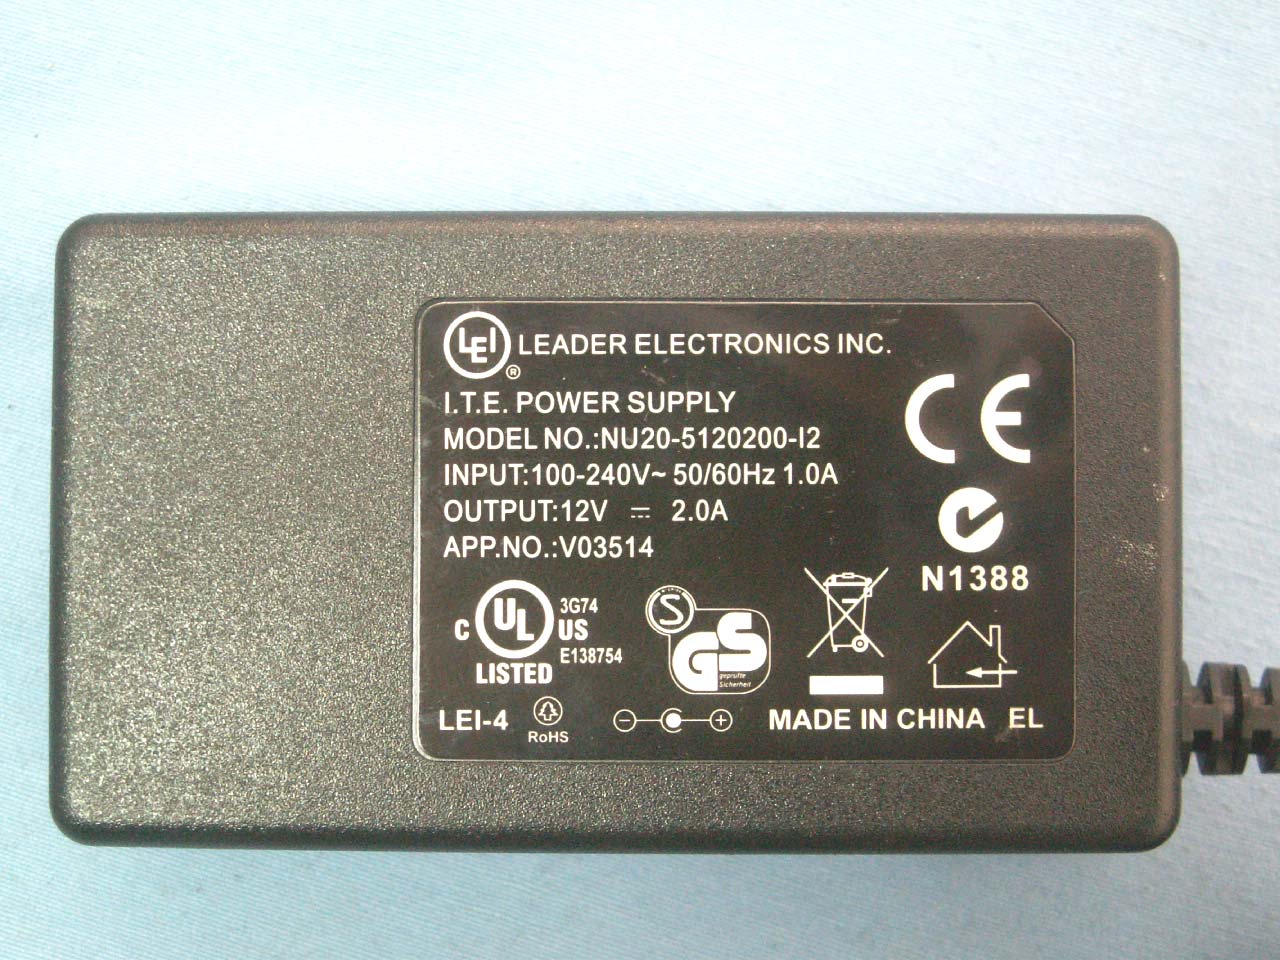 LEI ® LEADER ELECTRONICS INC.
I.T.E. POWER SUPPLY
MODEL NO.:NU20-5120200-I2
INPUT:100-240V~ 50/60Hz 1.0A
OUTPUT:12V ⎓ 2.0A
APP.NO.:V03514
CE
N1388
C UL US 3G74
E138754
LISTED
S GS
geprüfte
Sicherheit
LEI-4
RoHS
− +
MADE IN CHINA EL